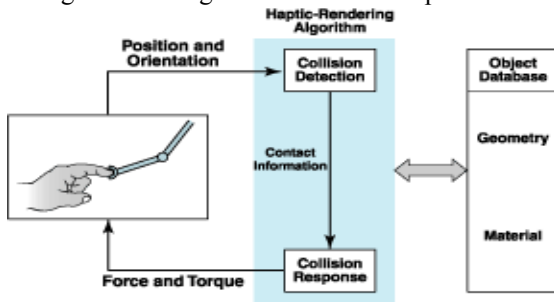 Haptic-Rendering
Algorithm
Position and
Orientation
Collision
Detection
Object
Database
Geometry
Contact
Information
Material
Collision
Response
Force and Torque